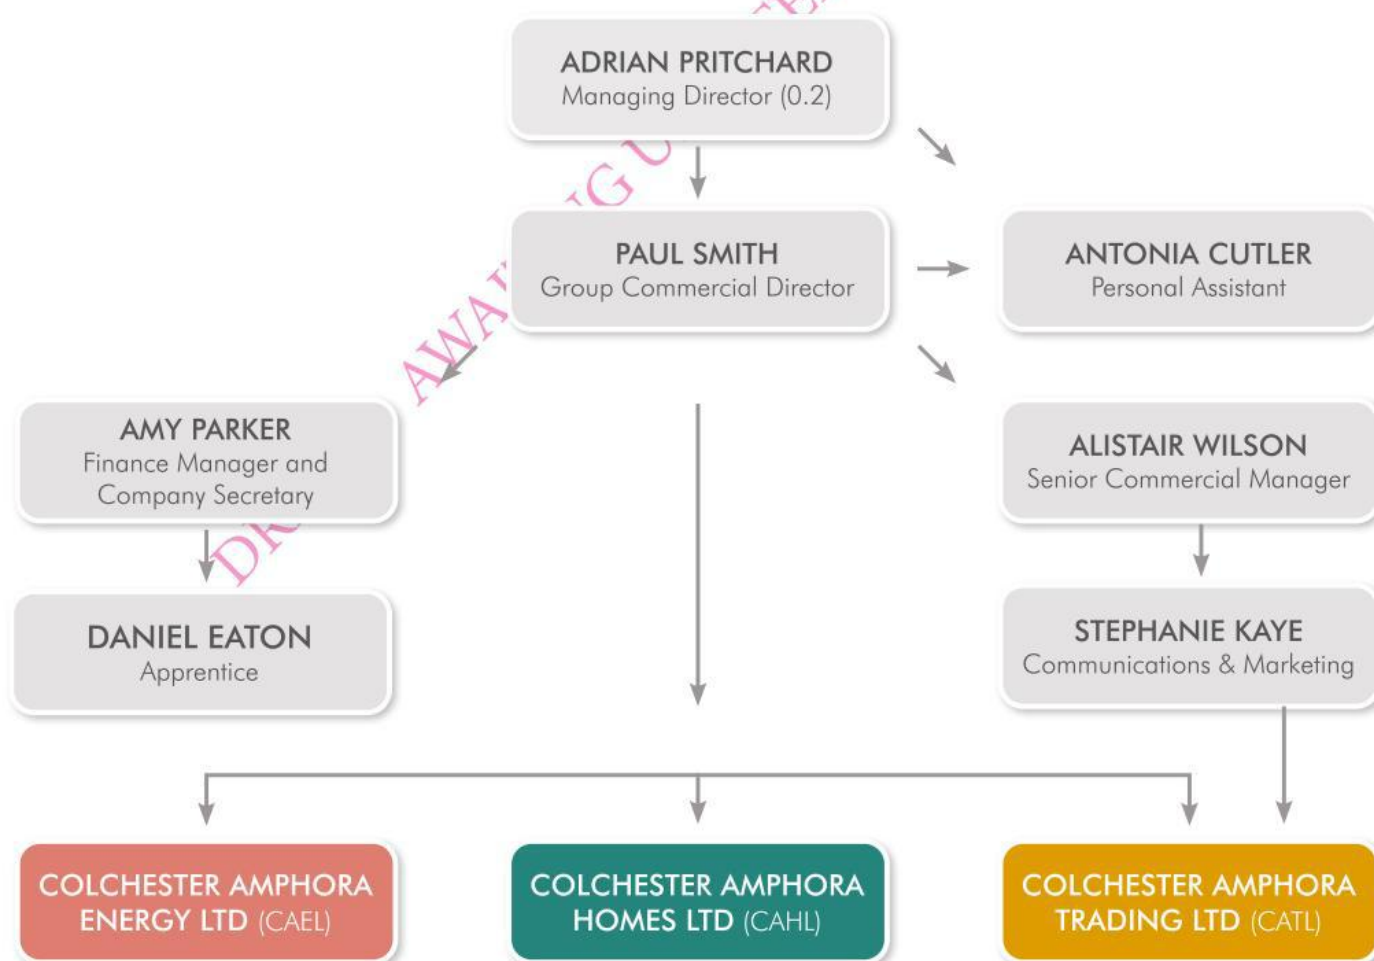 ADRIAN PRITCHARD
Managing Director (0.2)
PAUL SMITH
Group Commercial Director
ANTONIA CUTLER
Personal Assistant
AMY PARKER
Finance Manager and
Company Secretary
ALISTAIR WILSON
Senior Commercial Manager
DANIEL EATON
Apprentice
STEPHANIE KAYE
Communications & Marketing
COLCHESTER AMPHORA
ENERGY LTD (CAEL)
COLCHESTER AMPHORA
HOMES LTD (CAHL)
COLCHESTER AMPHORA
TRADING LTD (CATL)